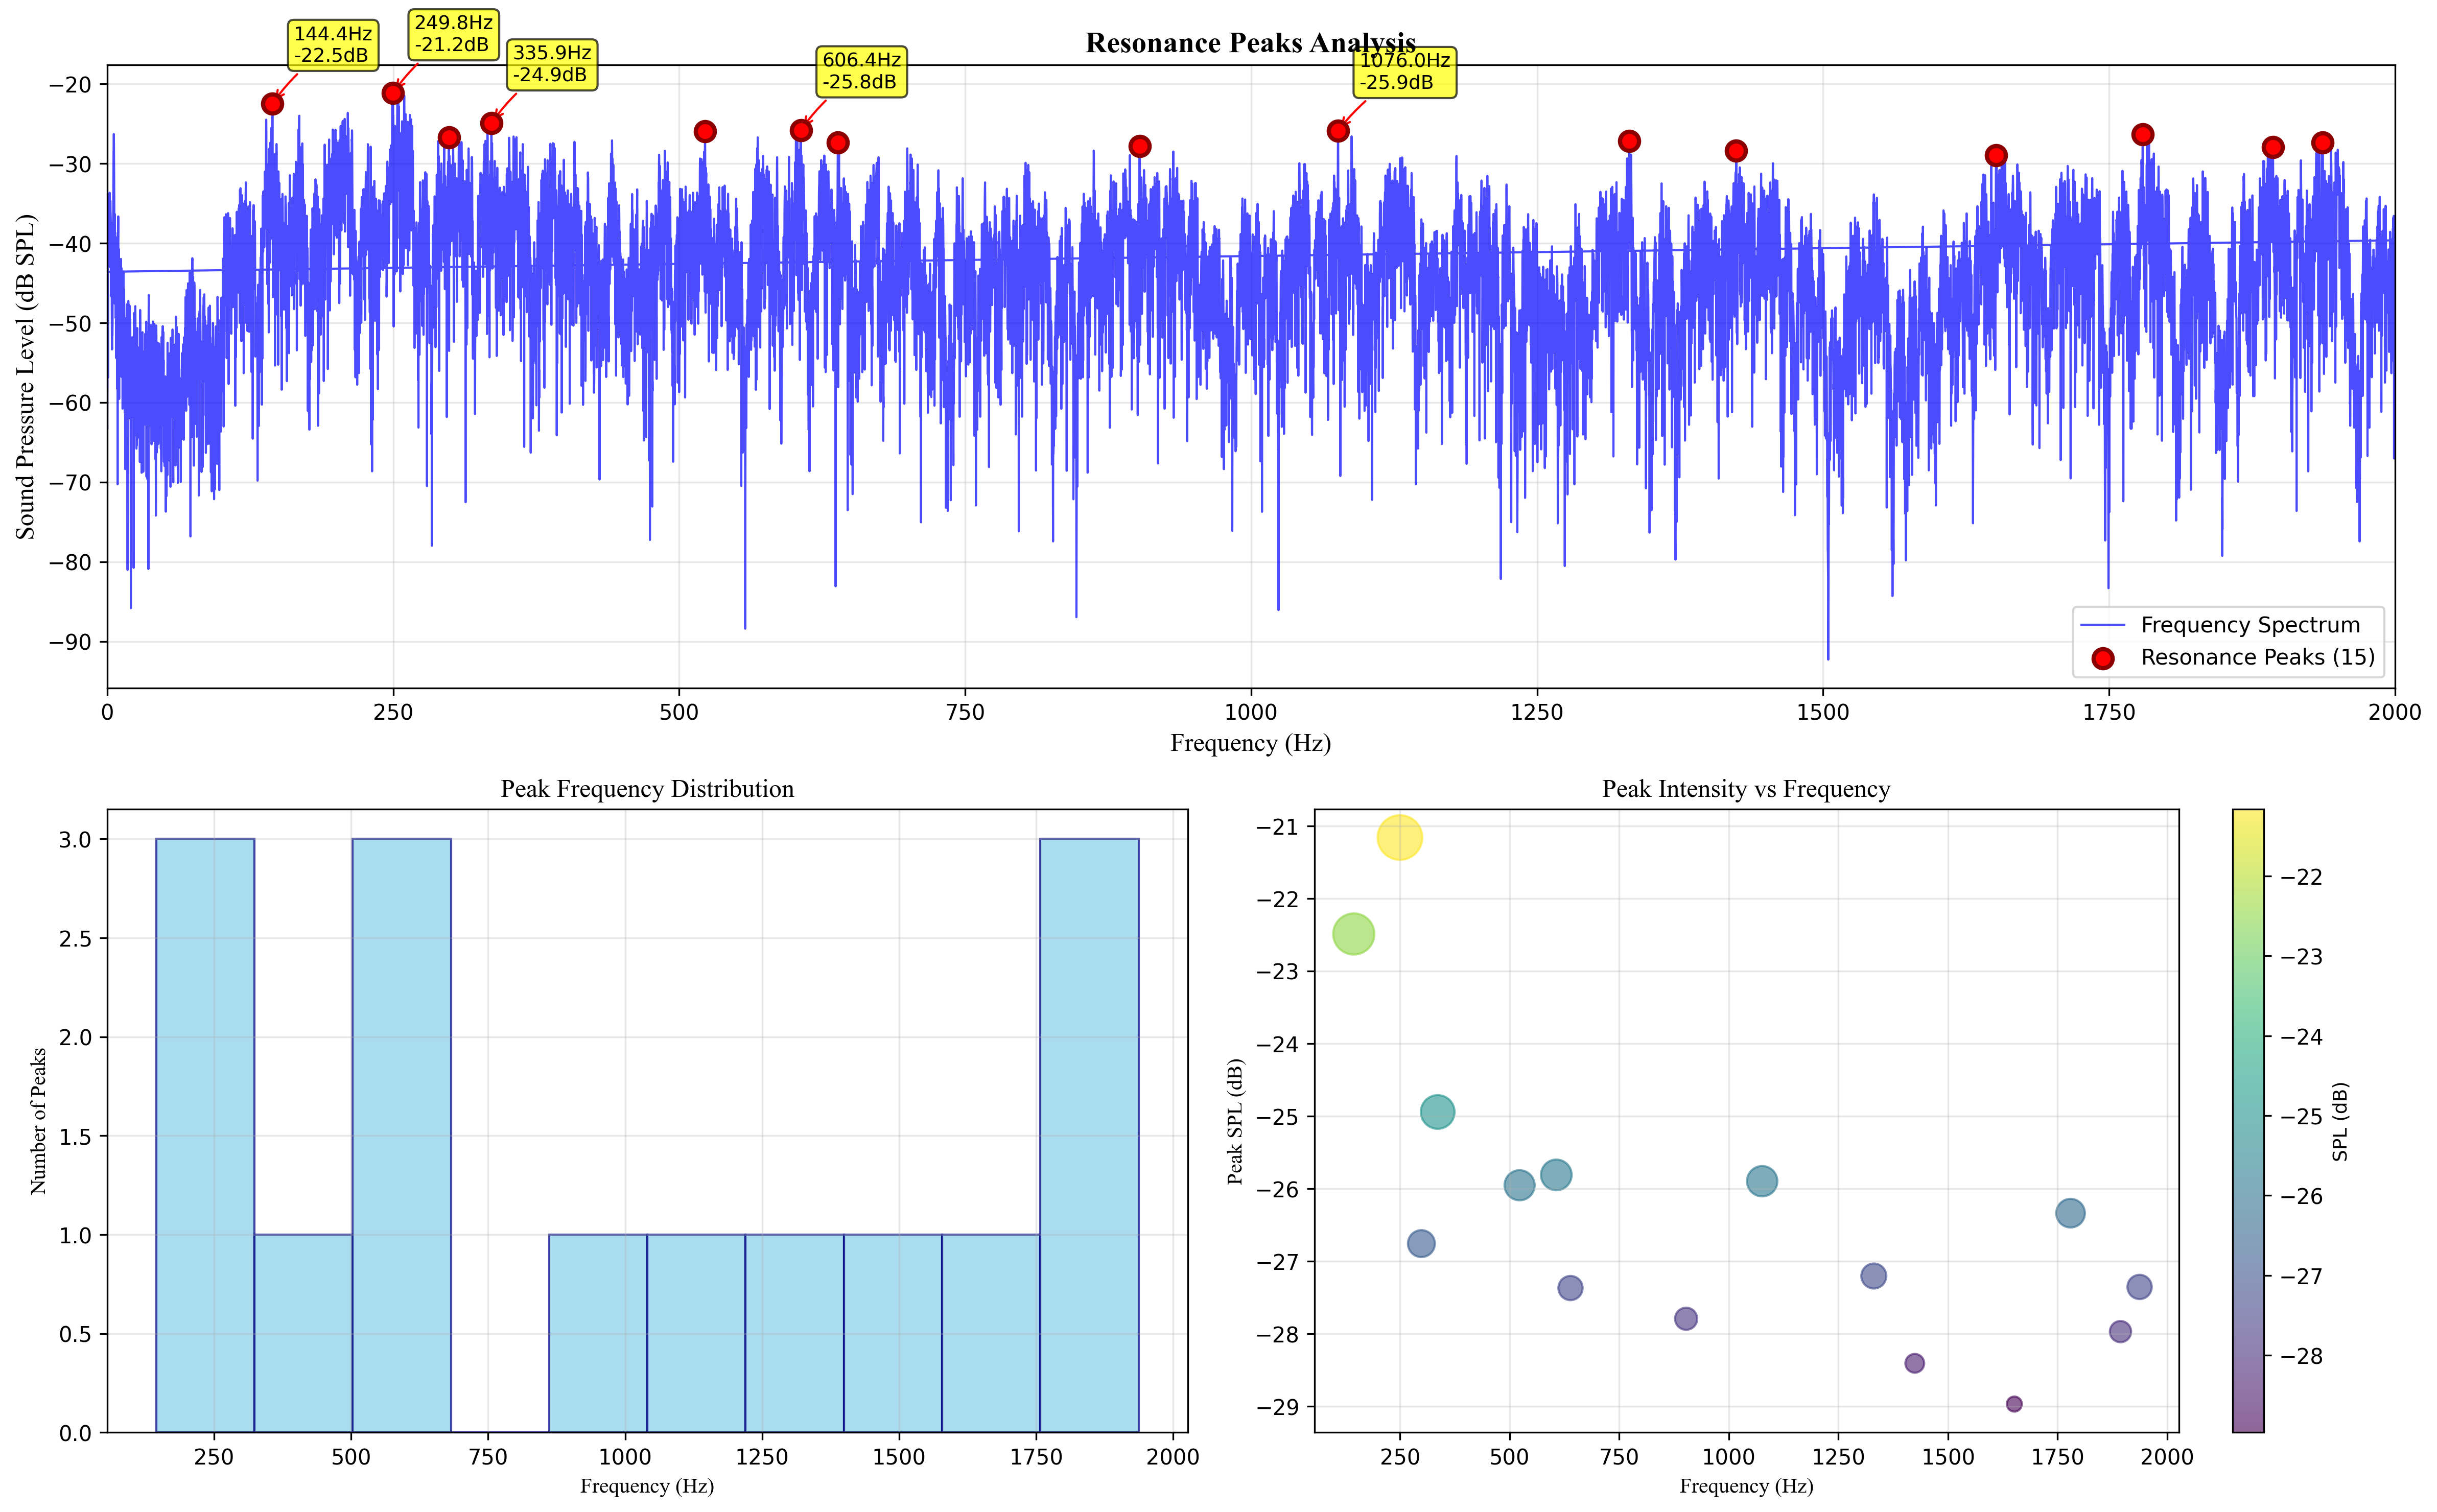 144.4Hz
-22.5dB
249.8Hz
-21.2dB
335.9Hz
-24.9dB
606.4Hz
-25.8dB
1076.0Hz
-25.9dB
Resonance Peaks Analysis
Sound Pressure Level (dB SPL)
−20
−30
−40
−50
−60
−70
−80
−90
Frequency Spectrum
Resonance Peaks (15)
0
250
500
750
1000
1250
1500
1750
2000
Frequency (Hz)
Peak Frequency Distribution
Number of Peaks
3.0
2.5
2.0
1.5
1.0
0.5
0.0
250
500
750
1000
1250
1500
1750
2000
Frequency (Hz)
Peak Intensity vs Frequency
Peak SPL (dB)
−21
−22
−23
−24
−25
−26
−27
−28
−29
250
500
750
1000
1250
1500
1750
2000
Frequency (Hz)
−22
−23
−24
−25
−26
−27
−28
SPL (dB)